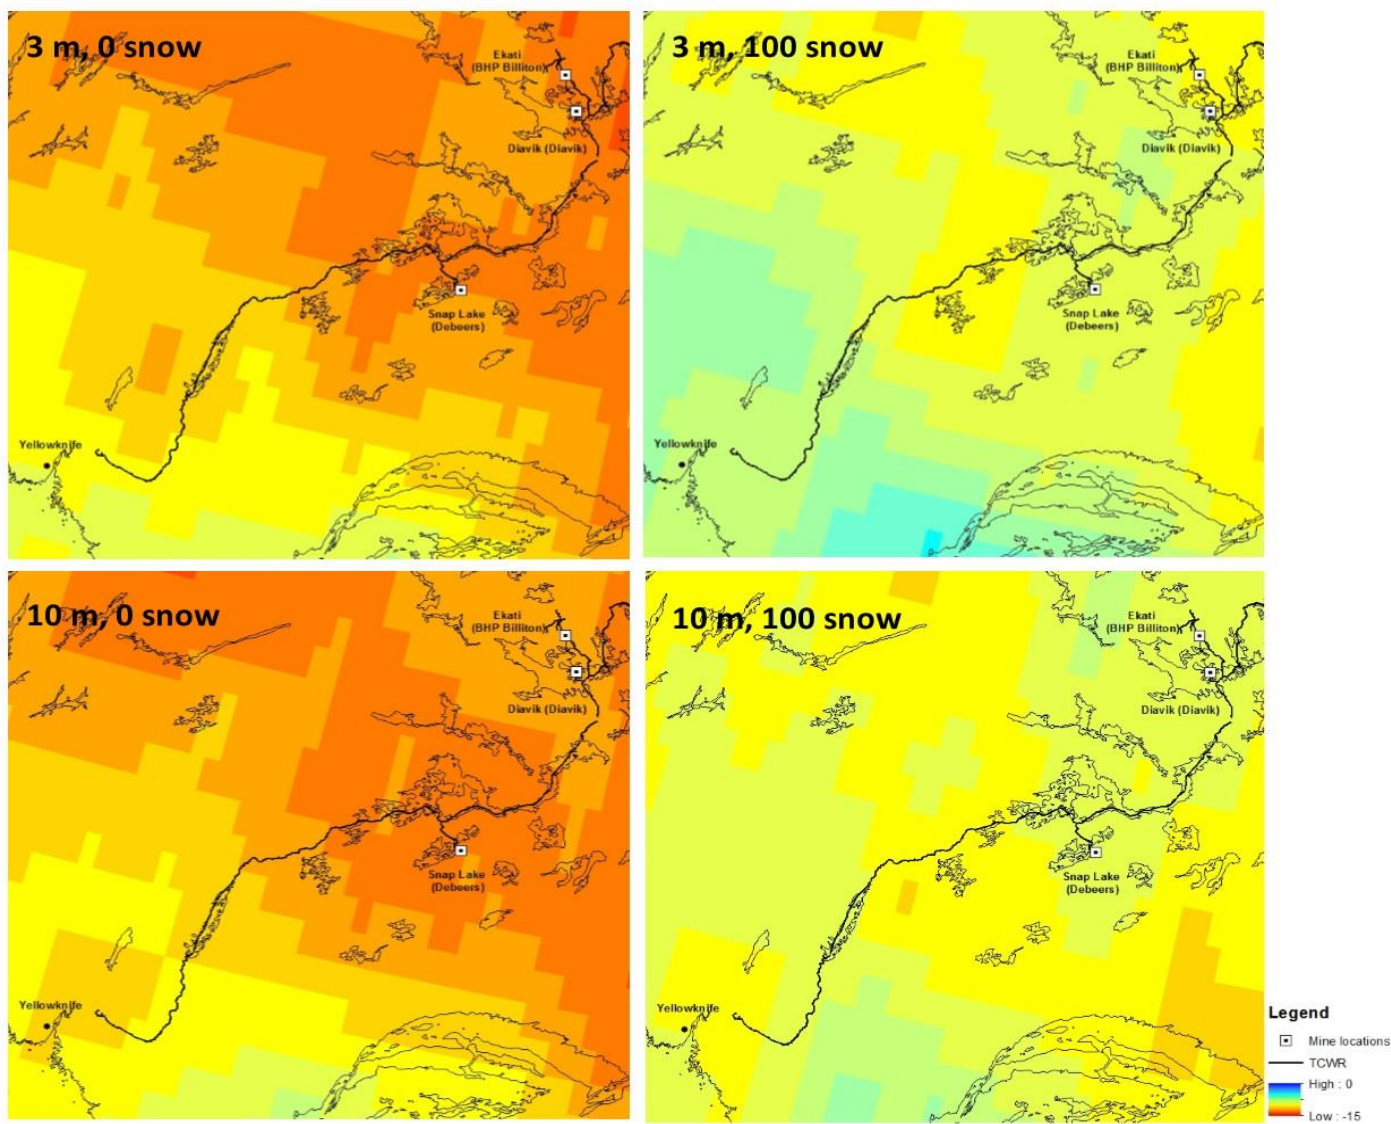 3 m, 0 snow
Ekati
(BHP Billiton)
Diavik (Diavik)
Snap Lake
(Debeers)
Yellowknife
3 m, 100 snow
Ekati
(BHP Billiton)
Diavik (Diavik)
Snap Lake
(Debeers)
Yellowknife
10 m, 0 snow
Ekati
(BHP Billiton)
Diavik (Diavik)
Snap Lake
(Debeers)
Yellowknife
10 m, 100 snow
Ekati
(BHP Billiton)
Diavik (Diavik)
Snap Lake
(Debeers)
Yellowknife
Legend
Mine locations
TCWR
High : 0
Low : -15